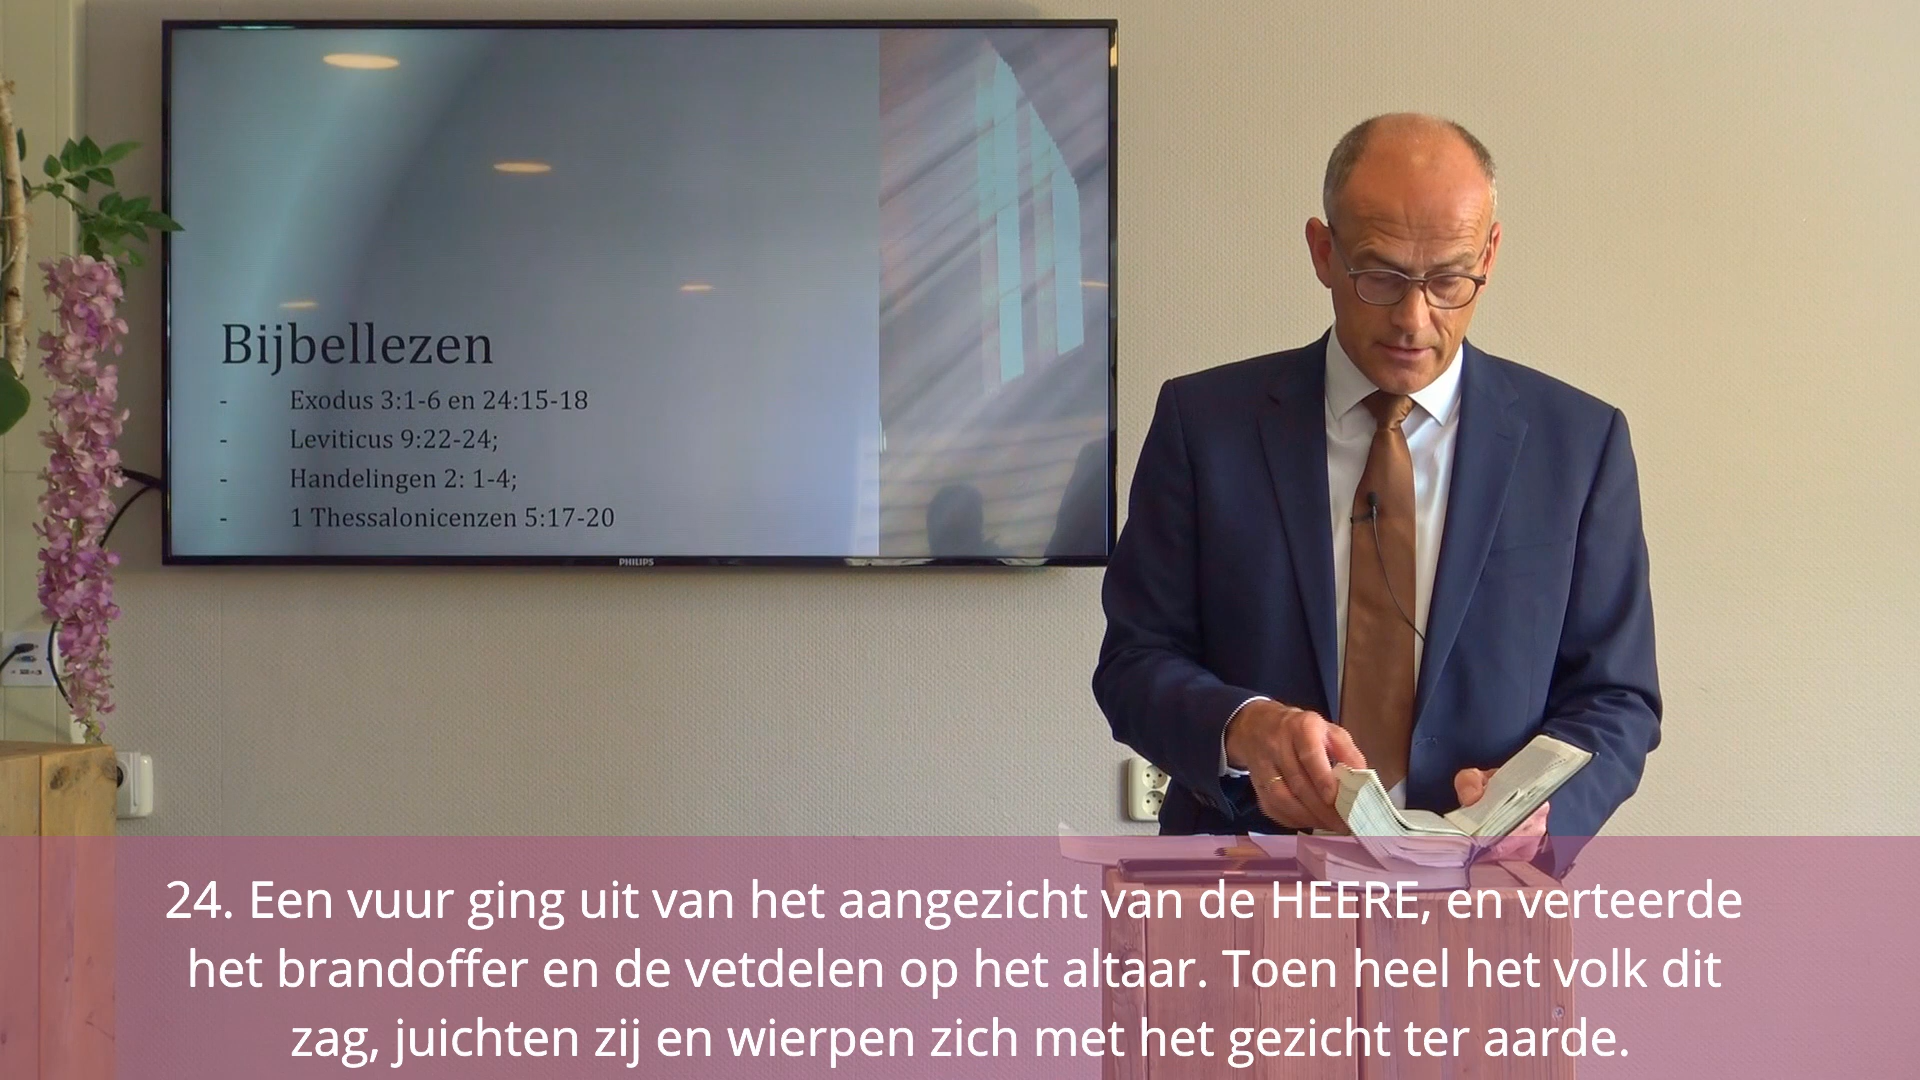 Bijbellezen
- Exodus 3:1-6 en 24:15-18
- Leviticus 9:22-24;
- Handelingen 2: 1-4;
- 1 Thessalonicenzen 5:17-20
PHILIPS
24. Een vuur ging uit van het aangezicht van de HEERE, en verteerde
het brandoffer en de vetdelen op het altaar. Toen heel het volk dit
zag, juichten zij en wierpen zich met het gezicht ter aarde.